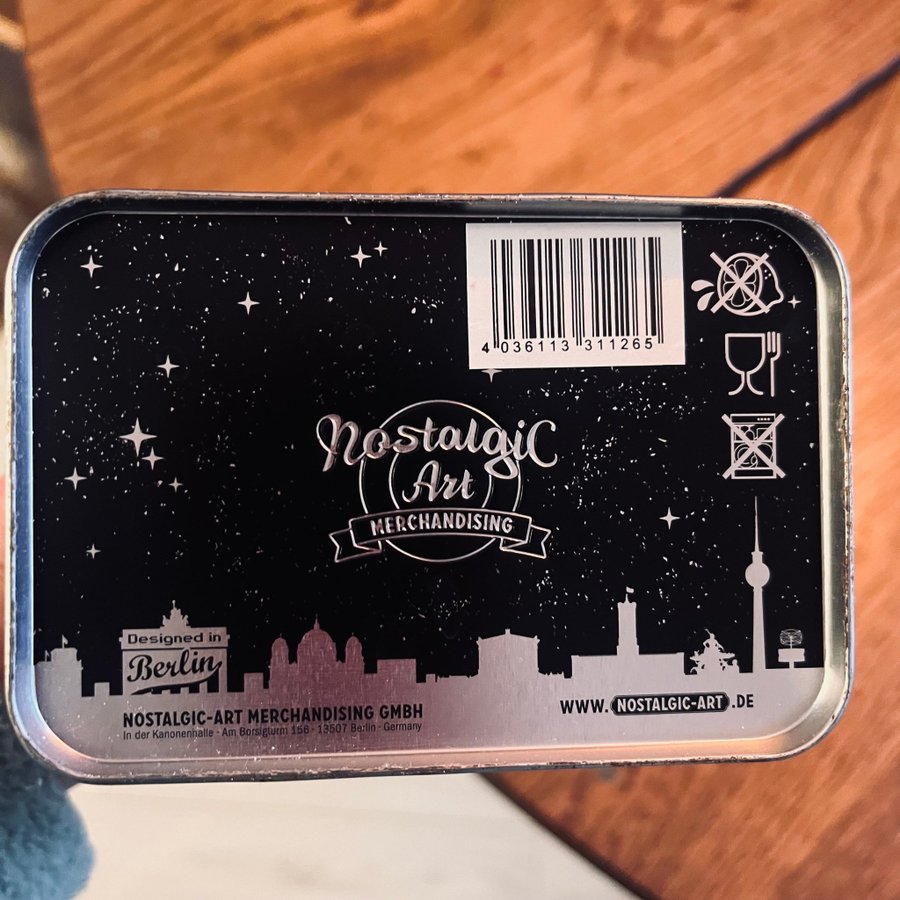 4 036113 311265
Nostalgic
Art
MERCHANDISING
Designed in
Berlin
NOSTALGIC-ART MERCHANDISING GMBH
In der Kanonenhalle · Am Borsigturm 156 · 13507 Berlin · Germany
WWW.NOSTALGIC-ART.DE